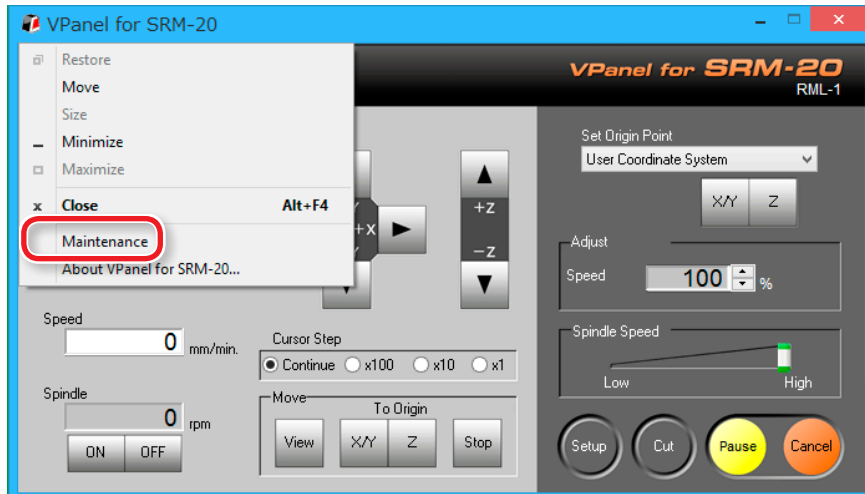 VPanel for SRM-20
Restore
Move
Size
Minimize
Maximize
x Close Alt+F4
Maintenance
About VPanel for SRM-20...
VPanel for SRM-20
RML-1
+x
+Z
-Z
Speed
0 mm/min.
Spindle
0 rpm
ON OFF
Cursor Step
Continue x100 x10 x1
Move
To Origin
View X/Y Z Stop
Set Origin Point
User Coordinate System
X/Y Z
Adjust
Speed 100 %
Spindle Speed
Low High
Setup Cut Pause Cancel